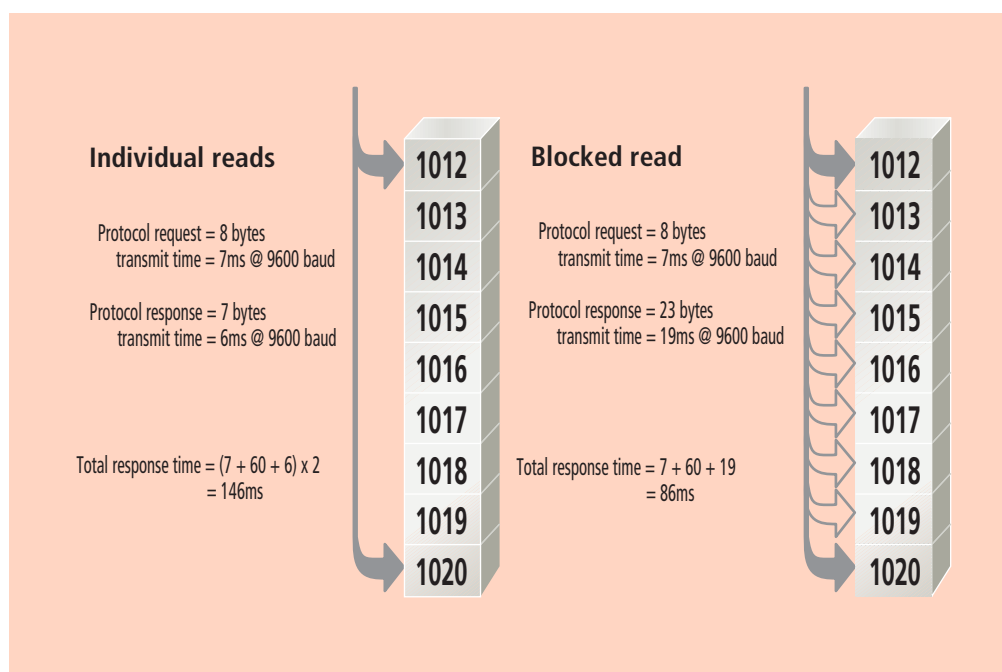 Individual reads
Protocol request = 8 bytes
transmit time = 7ms @ 9600 baud
Protocol response = 7 bytes
transmit time = 6ms @ 9600 baud
Total response time = (7 + 60 + 6) x 2
= 146ms
1012
1013
1014
1015
1016
1017
1018
1019
1020
Blocked read
Protocol request = 8 bytes
transmit time = 7ms @ 9600 baud
Protocol response = 23 bytes
transmit time = 19ms @ 9600 baud
Total response time = 7 + 60 + 19
= 86ms
1012
1013
1014
1015
1016
1017
1018
1019
1020